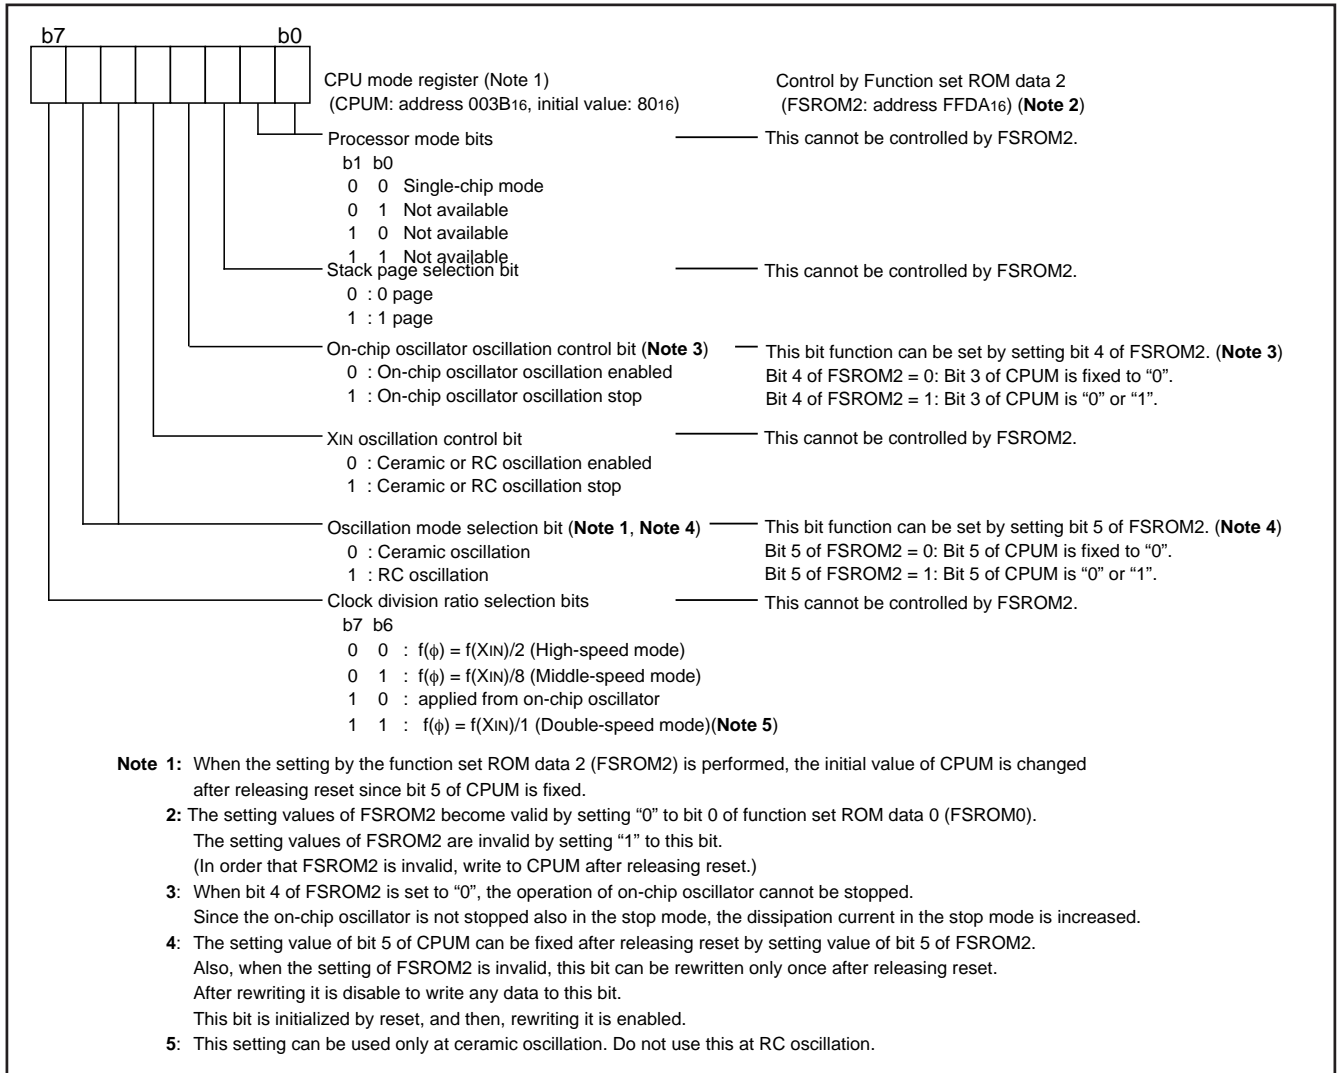 b7 b0
CPU mode register (Note 1) Control by Function set ROM data 2
(CPUM: address 003B16, initial value: 8016) (FSROM2: address FFDA16) (Note 2)
Processor mode bits This cannot be controlled by FSROM2.
b1 b0
0 0 Single-chip mode
0 1 Not available
1 0 Not available
1 1 Not available
Stack page selection bit This cannot be controlled by FSROM2.
0 : 0 page
1 : 1 page
On-chip oscillator oscillation control bit (Note 3) This bit function can be set by setting bit 4 of FSROM2. (Note 3)
0 : On-chip oscillator oscillation enabled Bit 4 of FSROM2 = 0: Bit 3 of CPUM is fixed to “0”.
1 : On-chip oscillator oscillation stop Bit 4 of FSROM2 = 1: Bit 3 of CPUM is “0” or “1”.
XIN oscillation control bit This cannot be controlled by FSROM2.
0 : Ceramic or RC oscillation enabled
1 : Ceramic or RC oscillation stop
Oscillation mode selection bit (Note 1, Note 4) This bit function can be set by setting bit 5 of FSROM2. (Note 4)
0 : Ceramic oscillation Bit 5 of FSROM2 = 0: Bit 5 of CPUM is fixed to “0”.
1 : RC oscillation Bit 5 of FSROM2 = 1: Bit 5 of CPUM is “0” or “1”.
Clock division ratio selection bits This cannot be controlled by FSROM2.
b7 b6
0 0 : f(φ) = f(XIN)/2 (High-speed mode)
0 1 : f(φ) = f(XIN)/8 (Middle-speed mode)
1 0 : applied from on-chip oscillator
1 1 : f(φ) = f(XIN)/1 (Double-speed mode)(Note 5)
Note 1: When the setting by the function set ROM data 2 (FSROM2) is performed, the initial value of CPUM is changed
after releasing reset since bit 5 of CPUM is fixed.
2: The setting values of FSROM2 become valid by setting “0” to bit 0 of function set ROM data 0 (FSROM0).
The setting values of FSROM2 are invalid by setting “1” to this bit.
(In order that FSROM2 is invalid, write to CPUM after releasing reset.)
3: When bit 4 of FSROM2 is set to “0”, the operation of on-chip oscillator cannot be stopped.
Since the on-chip oscillator is not stopped also in the stop mode, the dissipation current in the stop mode is increased.
4: The setting value of bit 5 of CPUM can be fixed after releasing reset by setting value of bit 5 of FSROM2.
Also, when the setting of FSROM2 is invalid, this bit can be rewritten only once after releasing reset.
After rewriting it is disable to write any data to this bit.
This bit is initialized by reset, and then, rewriting it is enabled.
5: This setting can be used only at ceramic oscillation. Do not use this at RC oscillation.